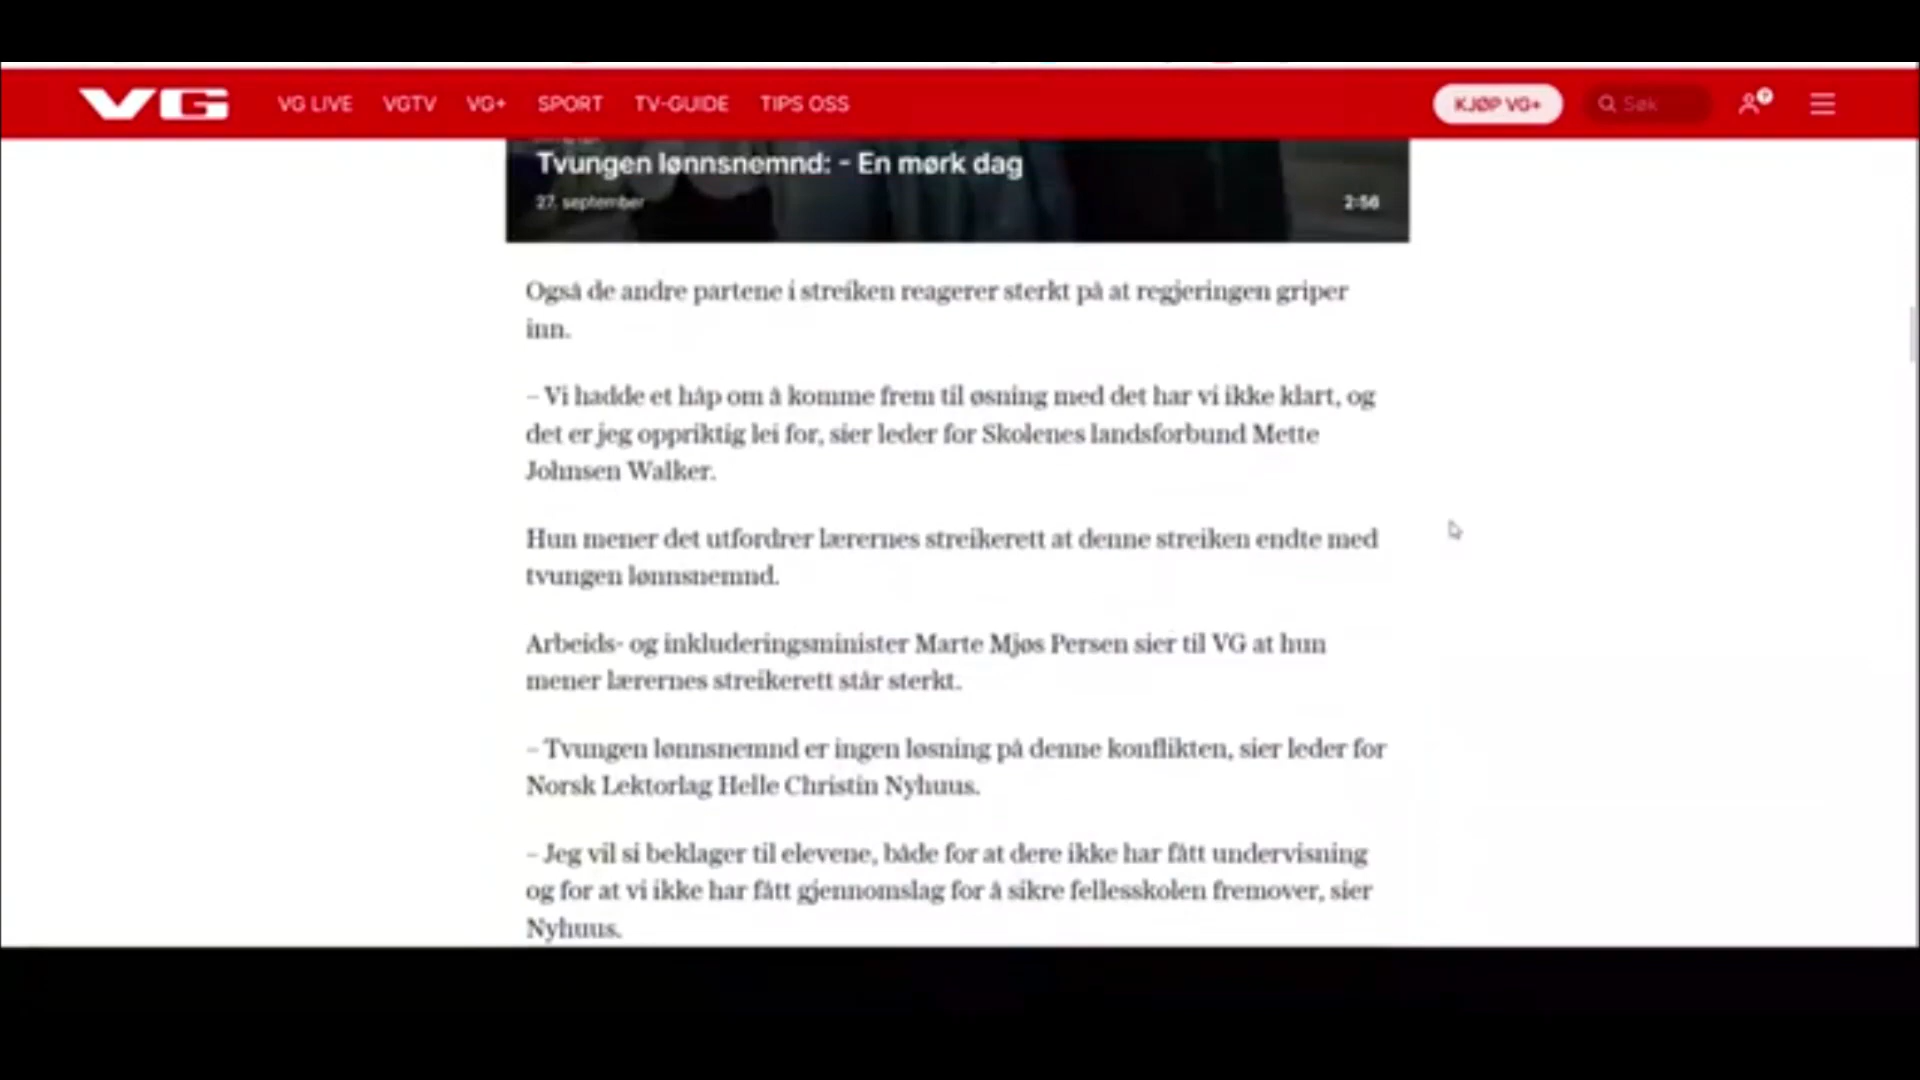 VG VG LIVE VGTV VG+ SPORT TV-GUIDE TIPS OSS KJØP VG+ Søk
Tvungen lønnsnemnd: - En mørk dag
27. september 2:56
Også de andre partene i streiken reagerer sterkt på at regjeringen griper
inn.
– Vi hadde et håp om å komme frem til øsning med det har vi ikke klart, og
det er jeg oppriktig lei for, sier leder for Skolenes landsforbund Mette
Johnsen Walker.
Hun mener det utfordrer lærernes streikerett at denne streiken endte med
tvungen lønnsnemnd.
Arbeids- og inkluderingsminister Marte Mjøs Persen sier til VG at hun
mener lærernes streikerett står sterkt.
– Tvungen lønnsnemnd er ingen løsning på denne konflikten, sier leder for
Norsk Lektorlag Helle Christin Nyhuus.
– Jeg vil si beklager til elevene, både for at dere ikke har fått undervisning
og for at vi ikke har fått gjennomslag for å sikre fellesskolen fremover, sier
Nyhuus.